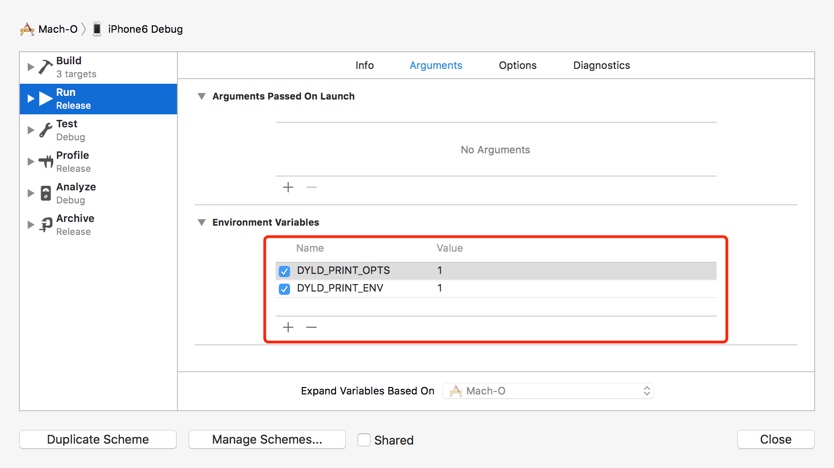 Mach-O iPhone6 Debug
Build
3 targets
Run
Release
Test
Debug
Profile
Release
Analyze
Debug
Archive
Release
Info Arguments Options Diagnostics
Arguments Passed On Launch
No Arguments
Environment Variables
Name Value
DYLD_PRINT_OPTS 1
DYLD_PRINT_ENV 1
Expand Variables Based On Mach-O
Duplicate Scheme Manage Schemes... Shared Close